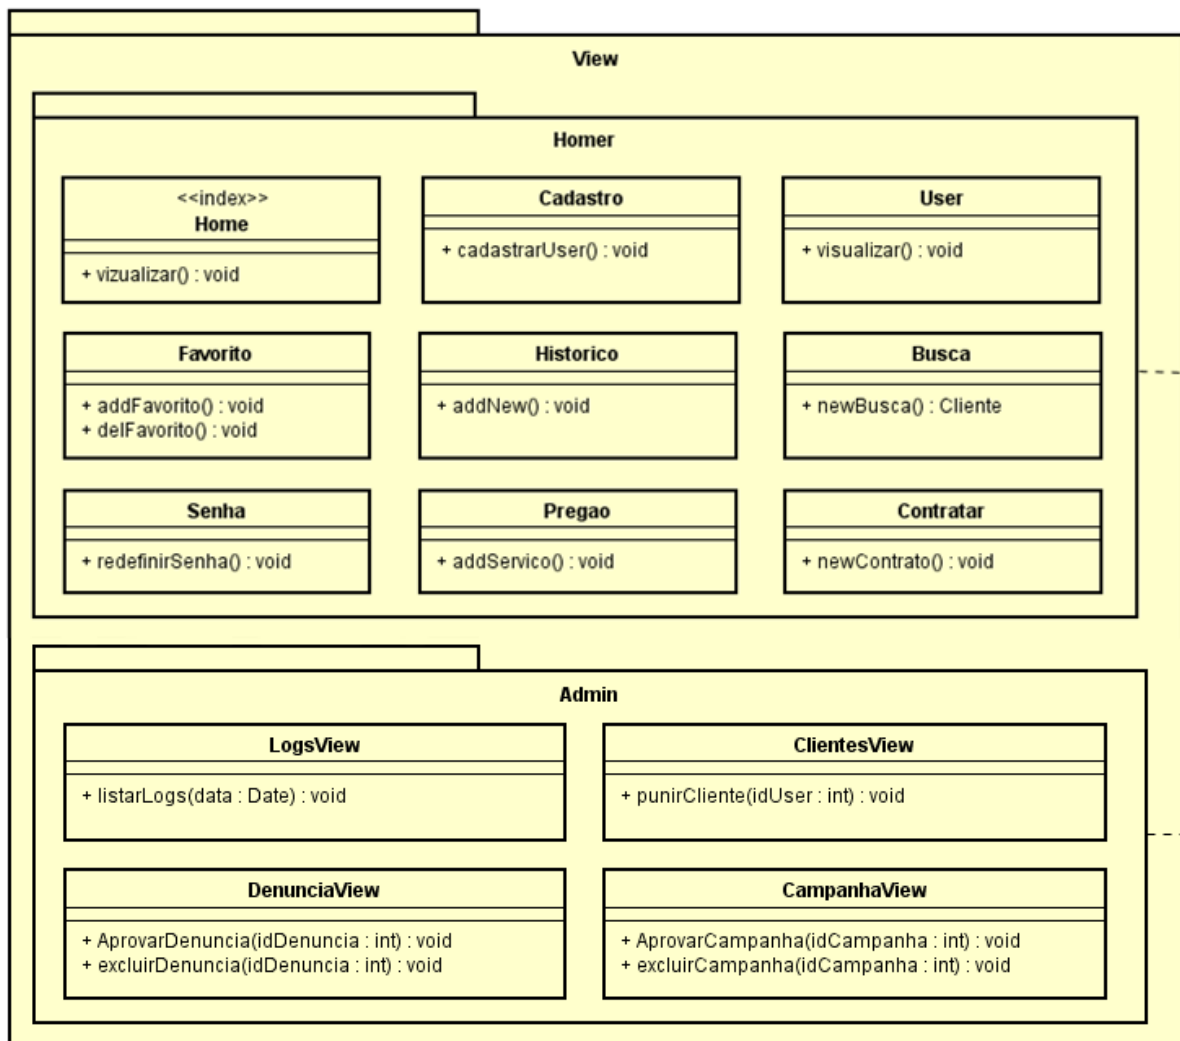 View
Homer
<<index>>
Home
+ vizualizar() : void
Cadastro
+ cadastrarUser() : void
User
+ visualizar() : void
Favorito
+ addFavorito() : void
+ delFavorito() : void
Historico
+ addNew() : void
Busca
+ newBusca() : Cliente
Senha
+ redefinirSenha() : void
Pregao
+ addServico() : void
Contratar
+ newContrato() : void
Admin
LogsView
+ listarLogs(data : Date) : void
ClientesView
+ punirCliente(idUser : int) : void
DenunciaView
+ AprovarDenuncia(idDenuncia : int) : void
+ excluirDenuncia(idDenuncia : int) : void
CampanhaView
+ AprovarCampanha(idCampanha : int) : void
+ excluirCampanha(idCampanha : int) : void